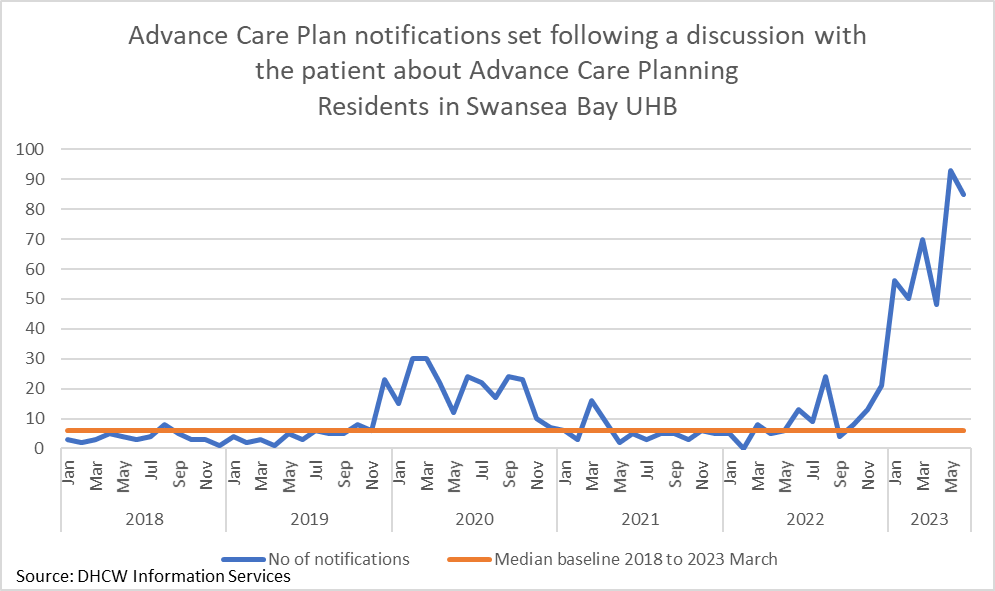 Advance Care Plan notifications set following a discussion with
the patient about Advance Care Planning
Residents in Swansea Bay UHB
100
90
80
70
60
50
40
30
20
10
0
Jan Mar May Jul Sep Nov Jan Mar May Jul Sep Nov Jan Mar May Jul Sep Nov Jan Mar May Jul Sep Nov Jan Mar May Jul Sep Nov Jan Mar May
2018 2019 2020 2021 2022 2023
No of notifications Median baseline 2018 to 2023 March
Source: DHCW Information Services